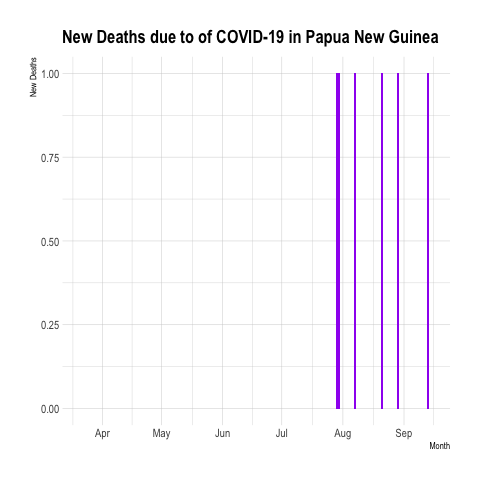 New Deaths due to of COVID-19 in Papua New Guinea
New Deaths
1.00
0.75
0.50
0.25
0.00
Apr May Jun Jul Aug Sep
Month